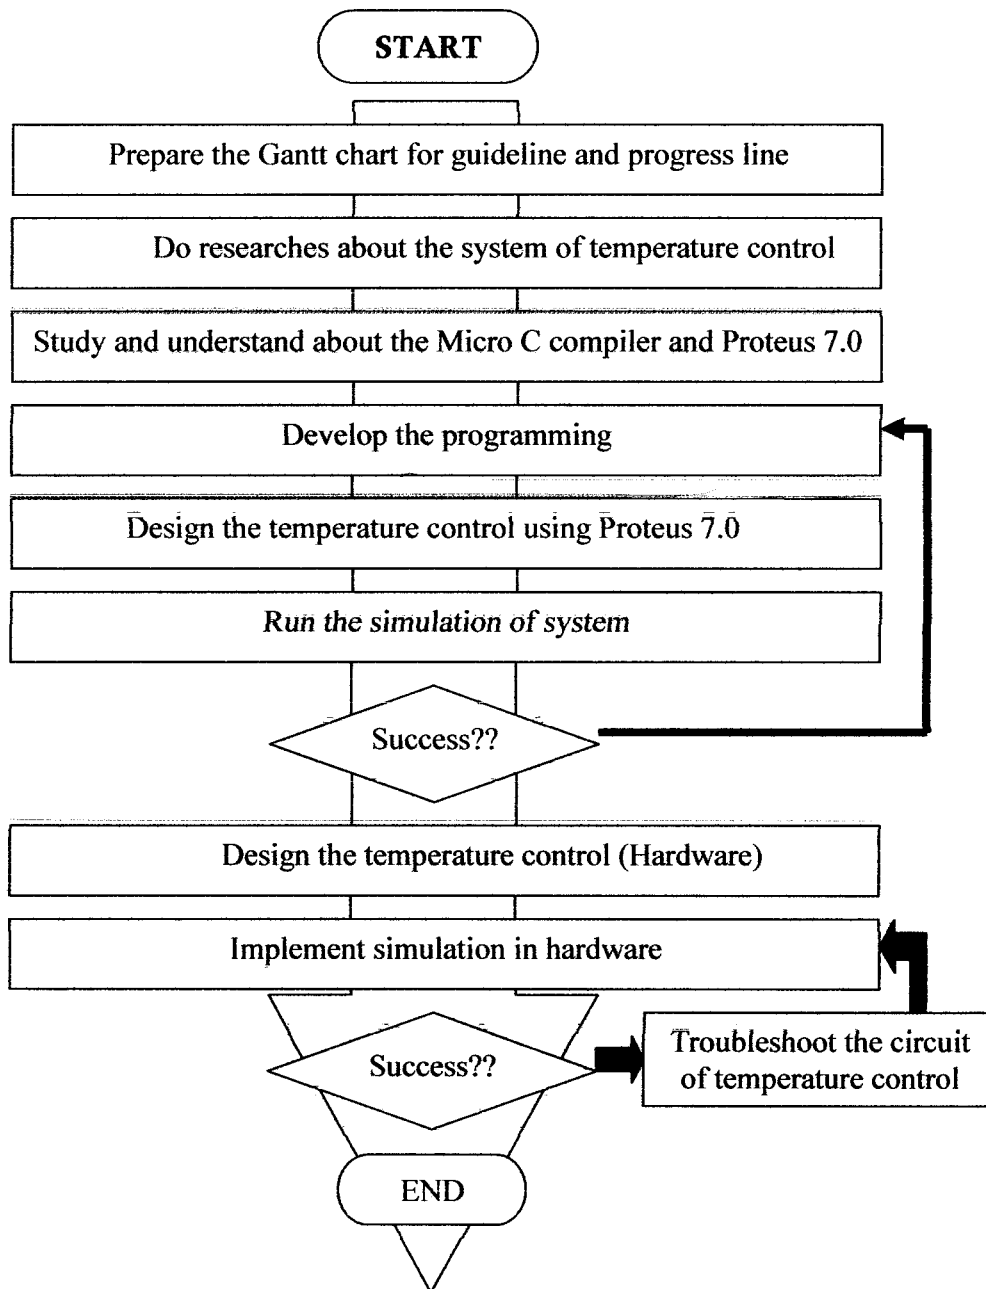 START
Prepare the Gantt chart for guideline and progress line
Do researches about the system of temperature control
Study and understand about the Micro C compiler and Proteus 7.0
Develop the programming
Design the temperature control using Proteus 7.0
Run the simulation of system
Success??
Design the temperature control (Hardware)
Implement simulation in hardware
Success??
Troubleshoot the circuit
of temperature control
END